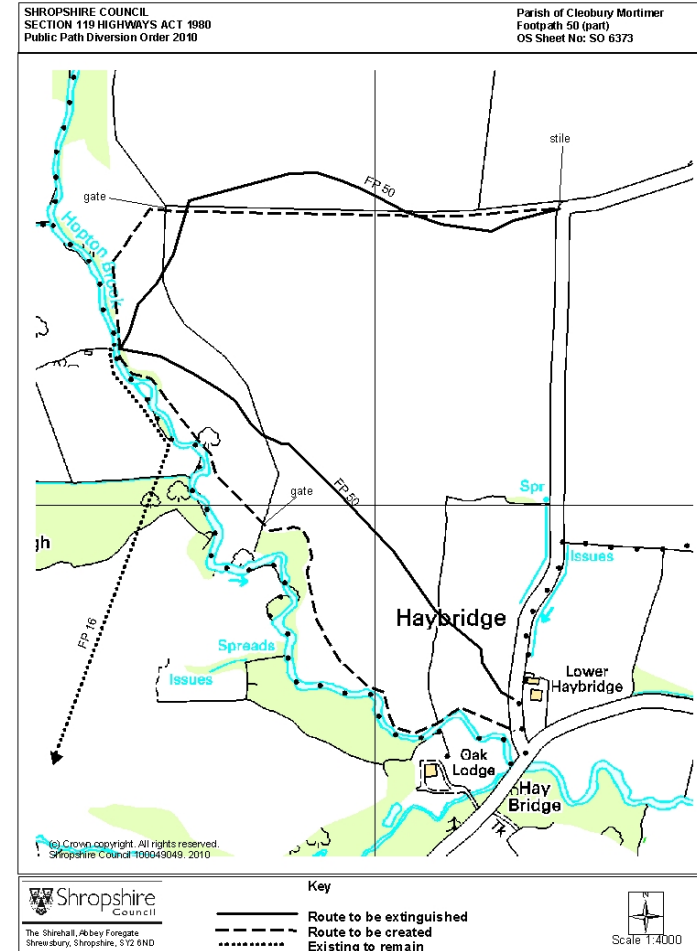 SHROPSHIRE COUNCIL
SECTION 119 HIGHWAYS ACT 1980
Public Path Diversion Order 2010
Parish of Cleobury Mortimer
Footpath 50 (part)
OS Sheet No: SO 6373
stile
FP 50
gate
Hopton Brook
FP 50
gate
Spr
Issues
gh
FP 16
Haybridge
Spreads
Issues
Lower
Haybridge
Oak
Lodge
Hay
Bridge
Tk
(c) Crown copyright. All rights reserved.
Shropshire Council 100049049. 2010
Shropshire
Council
The Shirehall, Abbey Foregate
Shrewsbury, Shropshire, SY2 6ND
Key
Route to be extinguished
Route to be created
Existing to remain
N
Scale 1:4000